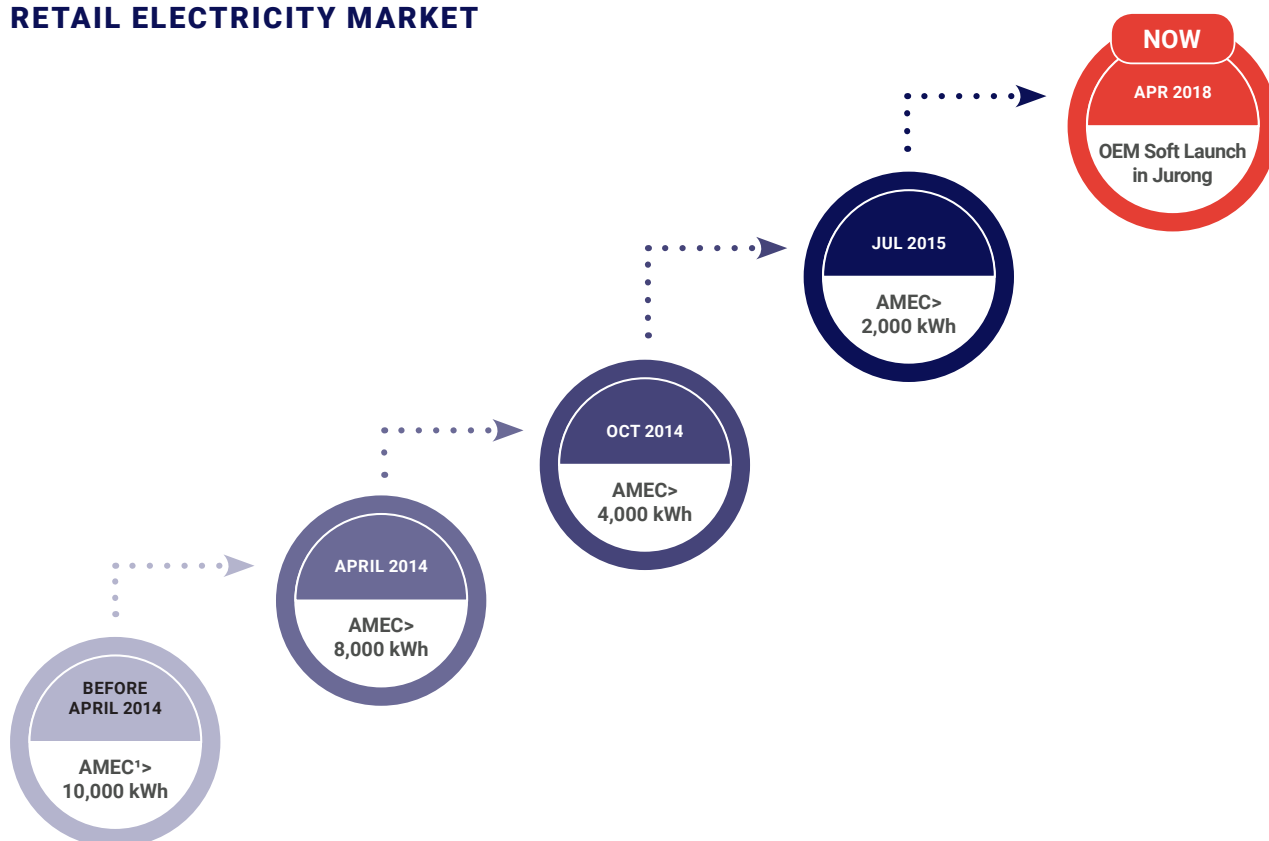 RETAIL ELECTRICITY MARKET
NOW
APR 2018
OEM Soft Launch
in Jurong
JUL 2015
AMEC>
2,000 kWh
OCT 2014
AMEC>
4,000 kWh
APRIL 2014
AMEC>
8,000 kWh
BEFORE
APRIL 2014
AMEC¹>
10,000 kWh